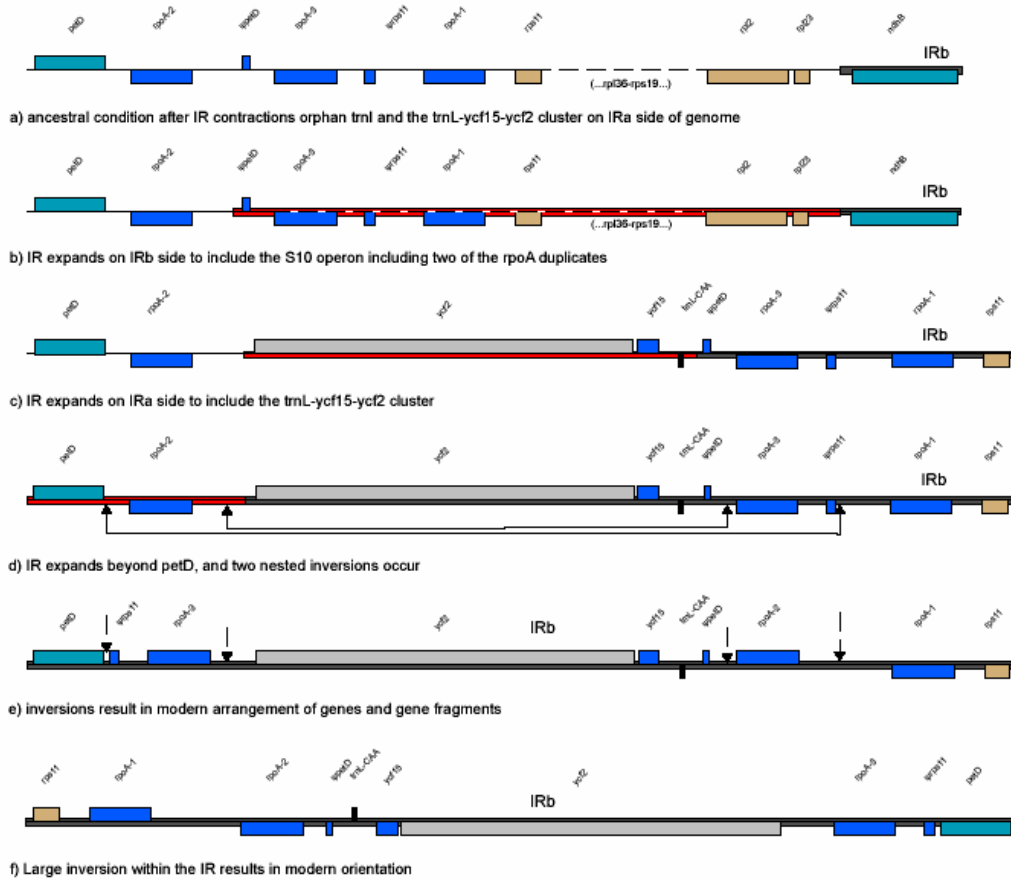 petD rpoA-2 ψpetD rpoA-3 ψrps11 rpoA-1 rps11 rpl2 rpl23 ndhB
IRb
(...rpl36-rps19...)
a) ancestral condition after IR contractions orphan trnI and the trnL-ycf15-ycf2 cluster on IRa side of genome
petD rpoA-2 ψpetD rpoA-3 ψrps11 rpoA-1 rps11 rpl2 rpl23 ndhB
IRb
(...rpl36-rps19...)
b) IR expands on IRb side to include the S10 operon including two of the rpoA duplicates
petD rpoA-2 ycf2 ycf15 trnL-CAA ψpetD rpoA-3 ψrps11 rpoA-1 rps11
IRb
c) IR expands on IRa side to include the trnL-ycf15-ycf2 cluster
petD rpoA-2 ycf2 ycf15 trnL-CAA ψpetD rpoA-3 ψrps11 rpoA-1 rps11
IRb
d) IR expands beyond petD, and two nested inversions occur
petD ψrps11 rpoA-3 ycf2 ycf15 trnL-CAA ψpetD rpoA-2 rpoA-1 rps11
IRb
e) inversions result in modern arrangement of genes and gene fragments
rps11 rpoA-1 rpoA-2 ψpetD trnL-CAA ycf15 ycf2 rpoA-3 ψrps11 petD
IRb
f) Large inversion within the IR results in modern orientation